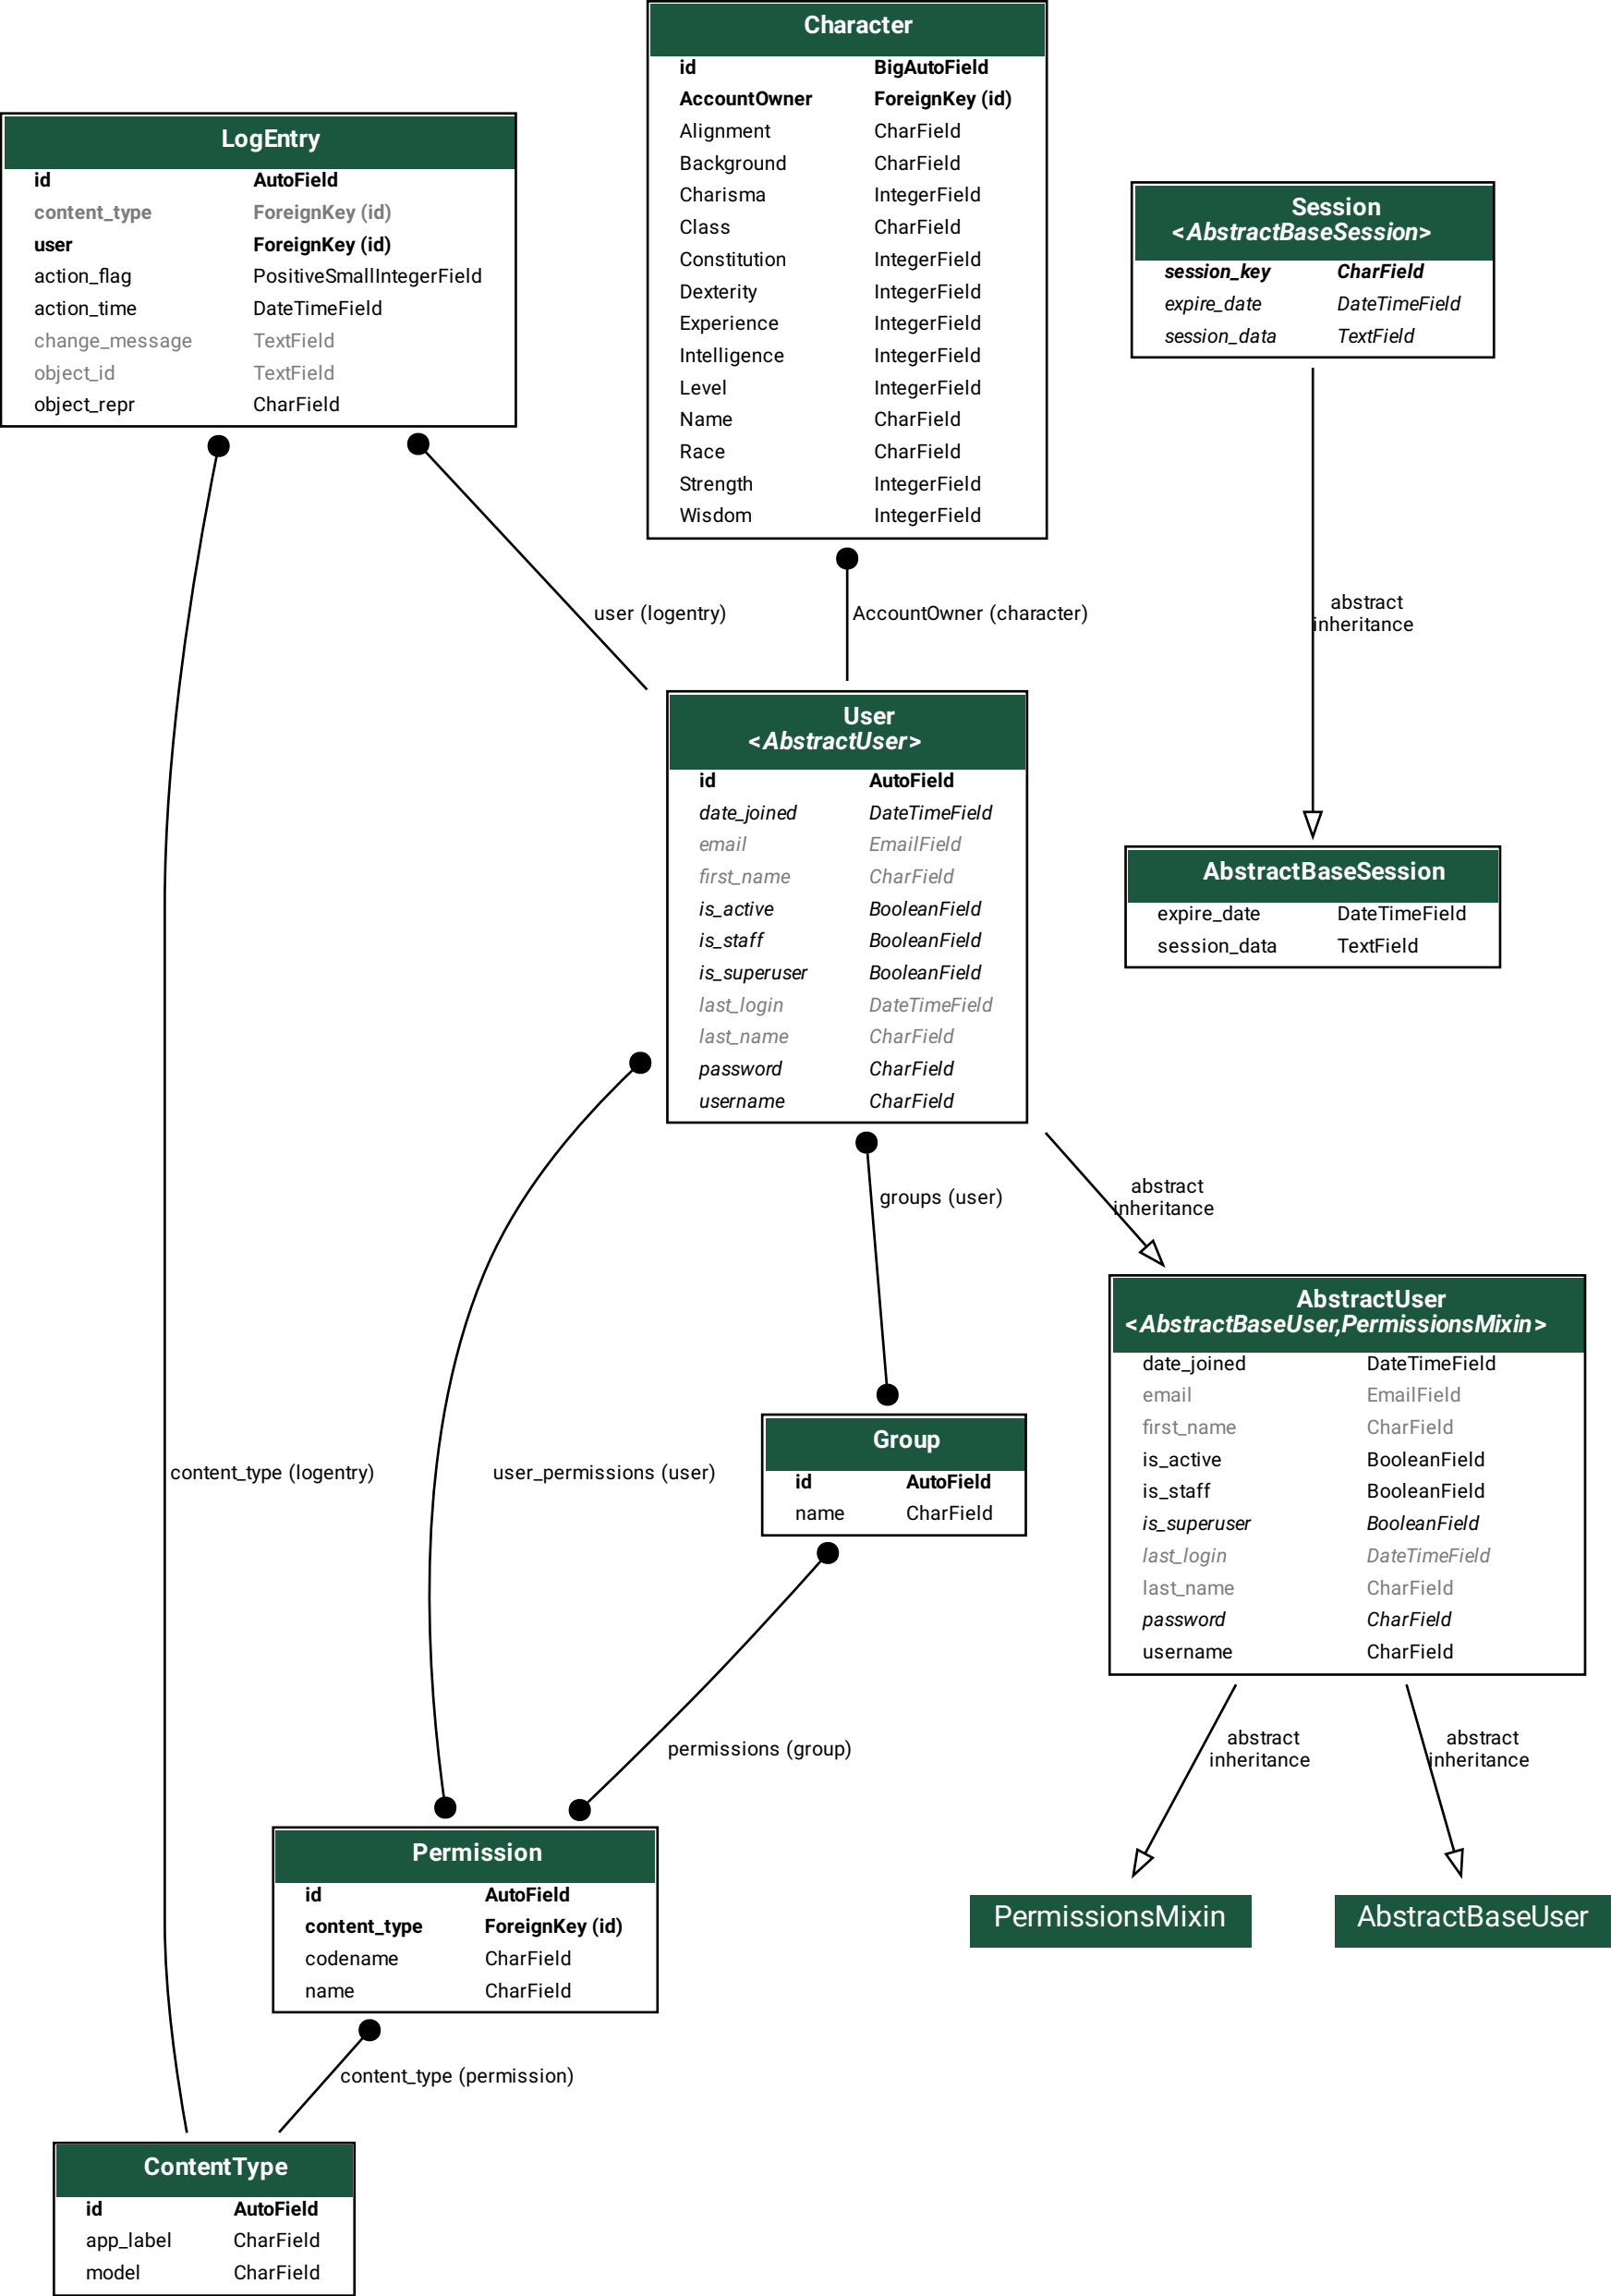 Character
id BigAutoField
AccountOwner ForeignKey (id)
Alignment CharField
Background CharField
Charisma IntegerField
Class CharField
Constitution IntegerField
Dexterity IntegerField
Experience IntegerField
Intelligence IntegerField
Level IntegerField
Name CharField
Race CharField
Strength IntegerField
Wisdom IntegerField
LogEntry
id AutoField
content_type ForeignKey (id)
user ForeignKey (id)
action_flag PositiveSmallIntegerField
action_time DateTimeField
change_message TextField
object_id TextField
object_repr CharField
Session
<AbstractBaseSession>
session_key CharField
expire_date DateTimeField
session_data TextField
user (logentry)
AccountOwner (character)
abstract
inheritance
User
<AbstractUser>
id AutoField
date_joined DateTimeField
email EmailField
first_name CharField
is_active BooleanField
is_staff BooleanField
is_superuser BooleanField
last_login DateTimeField
last_name CharField
password CharField
username CharField
AbstractBaseSession
expire_date DateTimeField
session_data TextField
groups (user)
abstract
inheritance
AbstractUser
<AbstractBaseUser,PermissionsMixin>
date_joined DateTimeField
email EmailField
first_name CharField
is_active BooleanField
is_staff BooleanField
is_superuser BooleanField
last_login DateTimeField
last_name CharField
password CharField
username CharField
content_type (logentry)
user_permissions (user)
Group
id AutoField
name CharField
permissions (group)
abstract
inheritance
abstract
inheritance
Permission
id AutoField
content_type ForeignKey (id)
codename CharField
name CharField
PermissionsMixin
AbstractBaseUser
content_type (permission)
ContentType
id AutoField
app_label CharField
model CharField